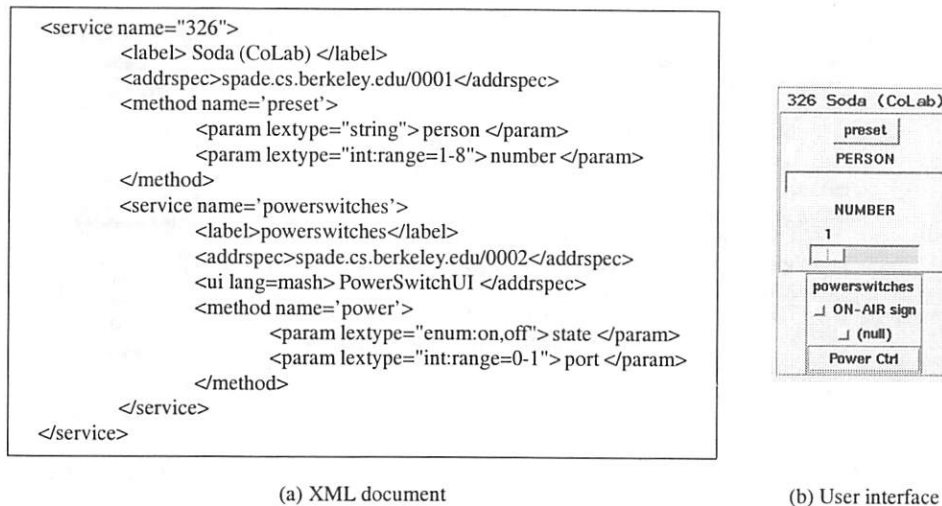 <service name="326">
<label> Soda (CoLab) </label>
<addrspec>spade.cs.berkeley.edu/0001</addrspec>
<method name='preset'>
<param lextype="string"> person </param>
<param lextype="int:range=1-8"> number </param>
</method>
<service name='powerswitches'>
<label>powerswitches</label>
<addrspec>spade.cs.berkeley.edu/0002</addrspec>
<ui lang=mash> PowerSwitchUI </addrspec>
<method name='power'>
<param lextype="enum:on,off"> state </param>
<param lextype="int:range=0-1"> port </param>
</method>
</service>
</service>
(a) XML document
326 Soda (CoLab)
preset
PERSON
NUMBER
1
powerswitches
ON-AIR sign
(null)
Power Ctrl
(b) User interface